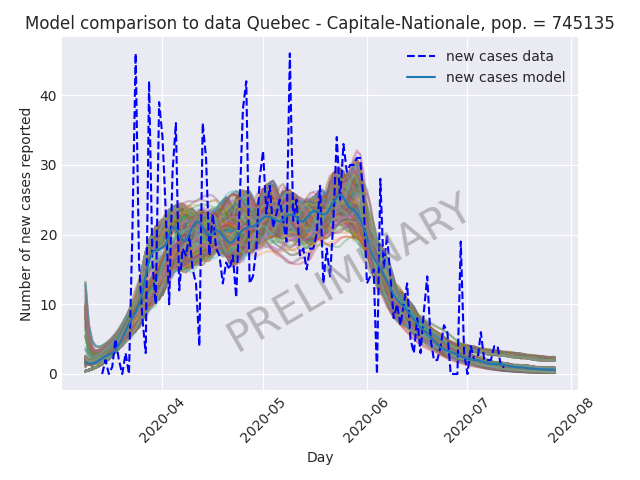 Model comparison to data Quebec - Capitale-Nationale, pop. = 745135
new cases data
new cases model
Number of new cases reported
40
30
20
10
0
PRELIMINARY
2020-04
2020-05
2020-06
2020-07
2020-08
Day